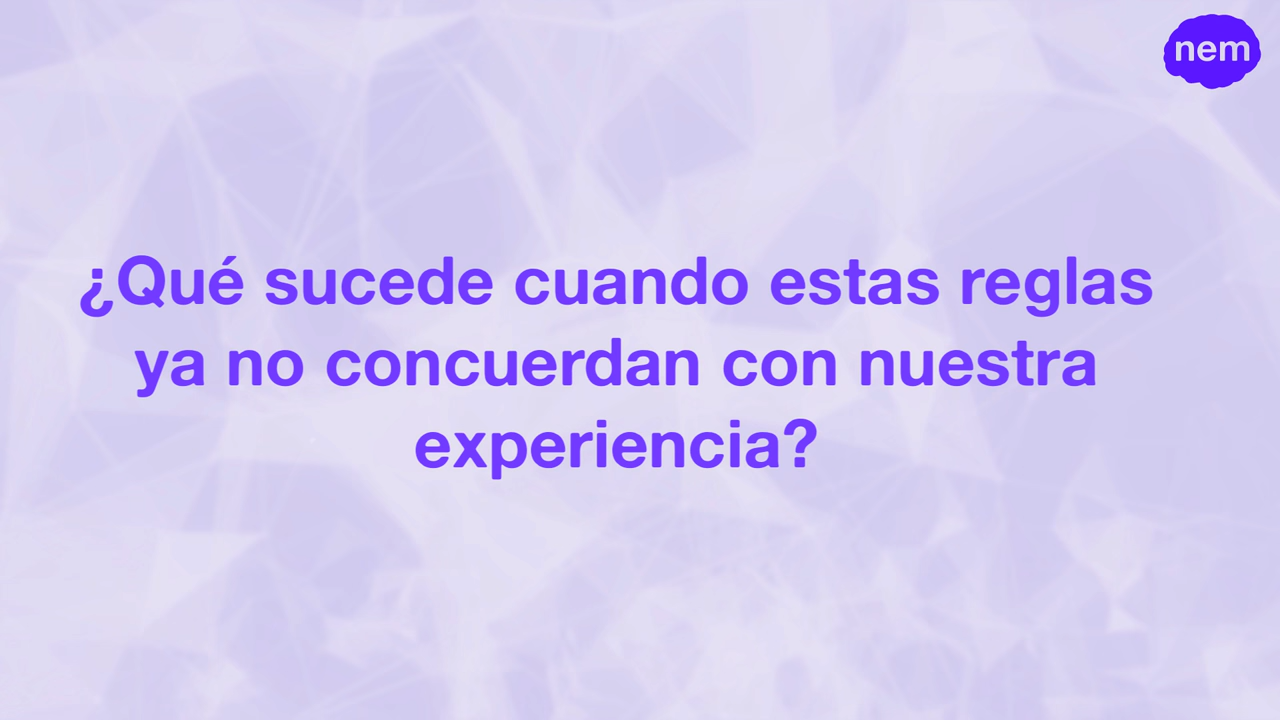 nem
¿Qué sucede cuando estas reglas
ya no concuerdan con nuestra
experiencia?